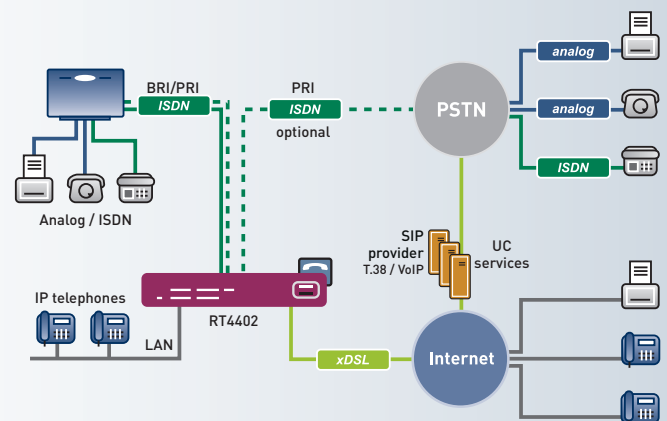 BRI/PRI
ISDN
PRI
ISDN
optional
PSTN
analog
analog
ISDN
Analog / ISDN
SIP
provider
T.38 / VoIP
UC
services
IP telephones
LAN
RT4402
xDSL
Internet